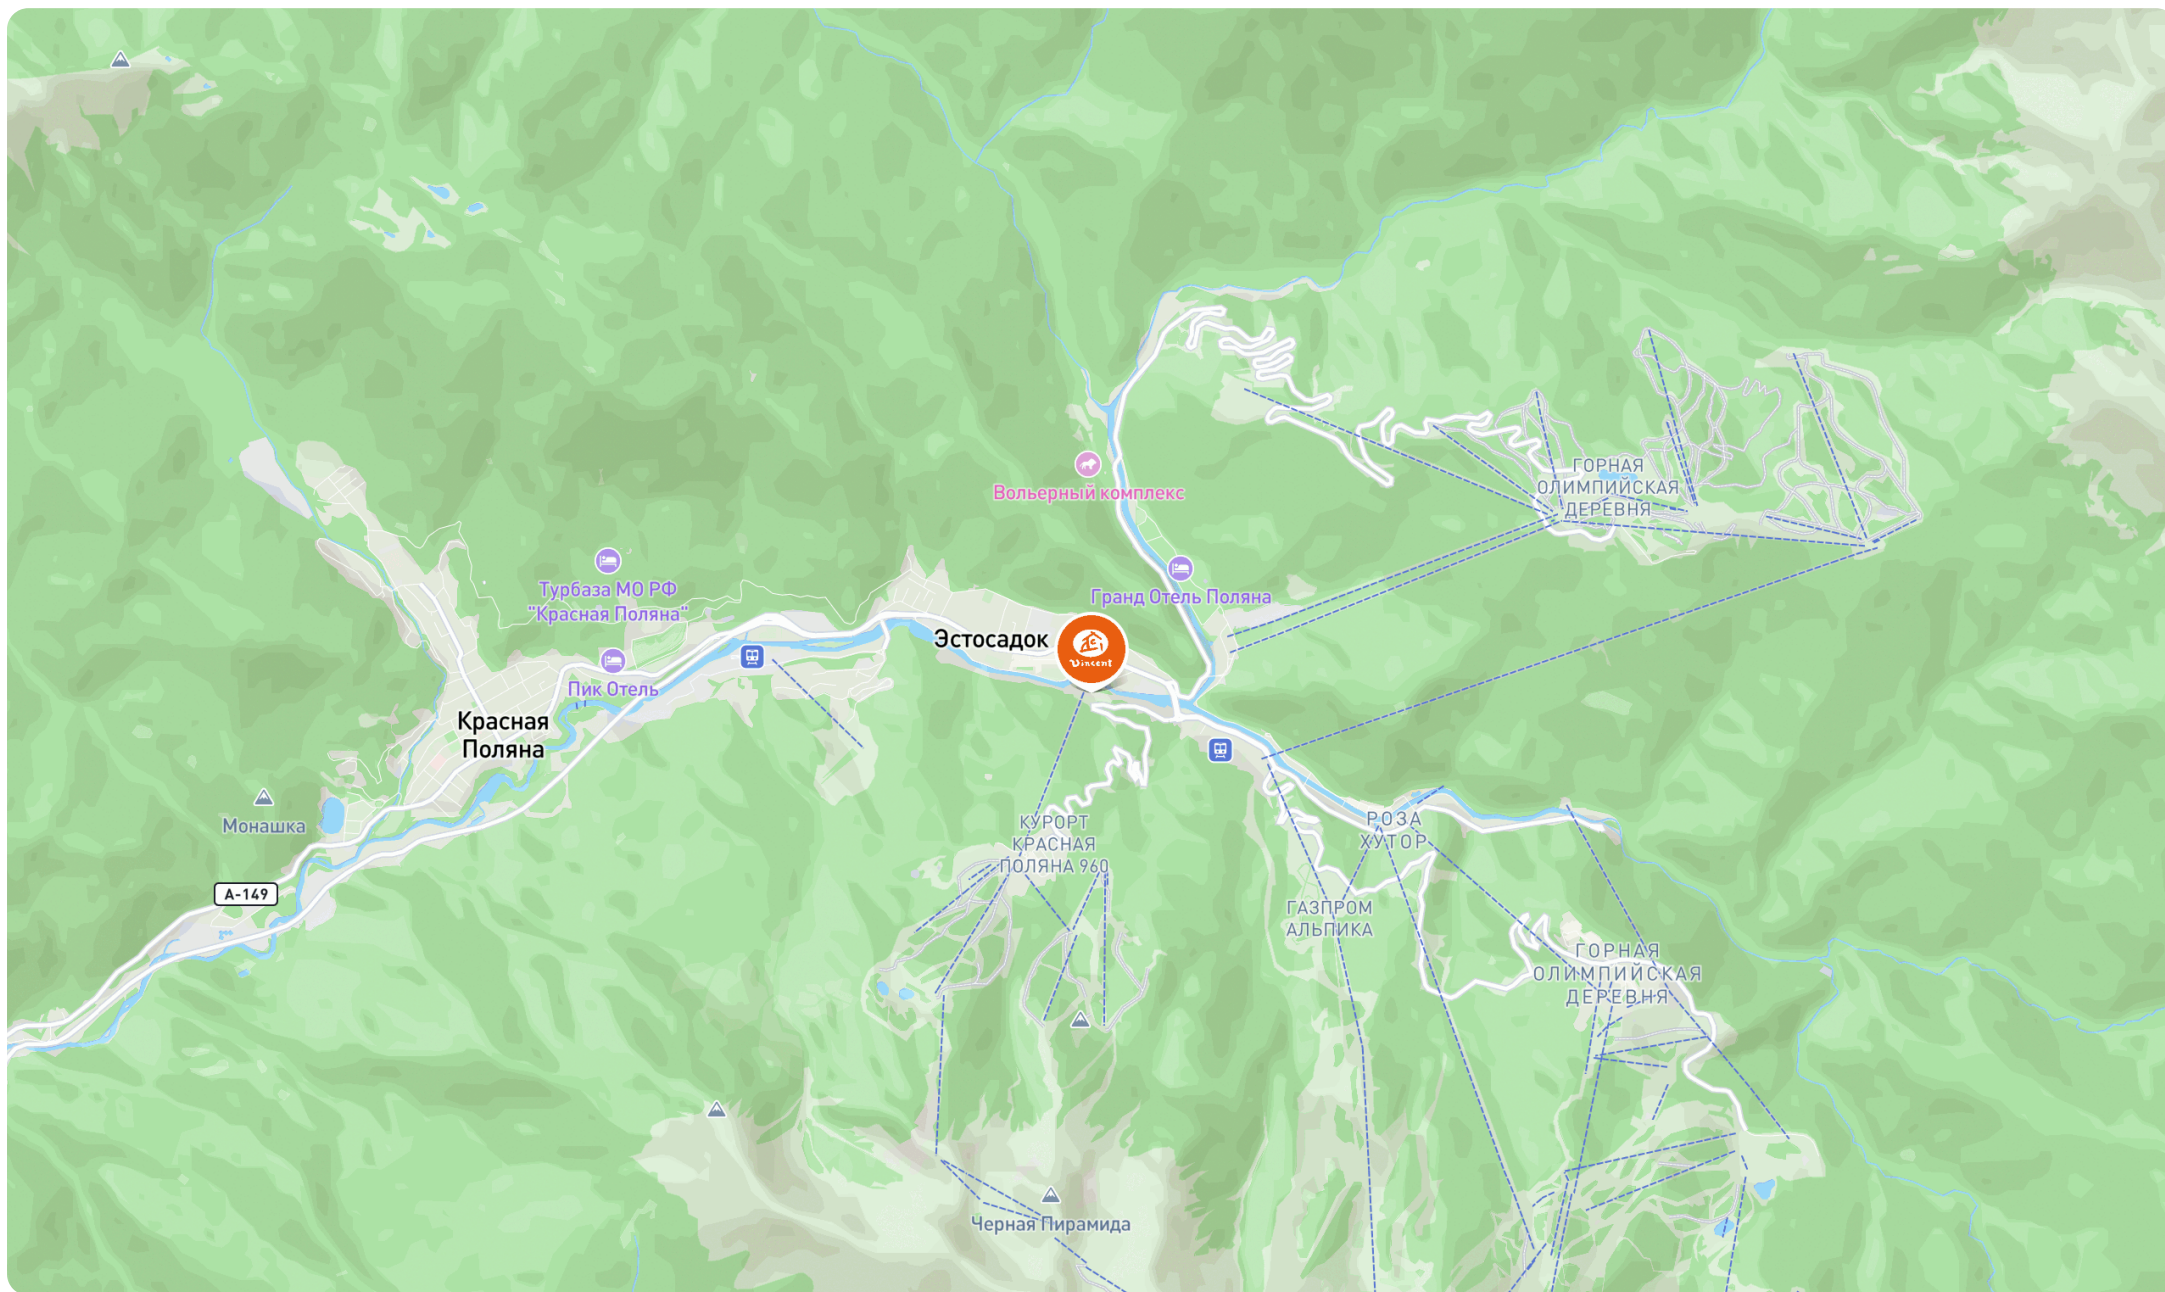 ГОРНАЯ
ОЛИМПИЙСКАЯ
ДЕРЕВНЯ
Вольерный комплекс
Турбаза МО РФ
"Красная Поляна"
Гранд Отель Поляна
Эстосадок
Vincent
Пик Отель
Красная
Поляна
Монашка
КУРОРТ
КРАСНАЯ
ПОЛЯНА 960
РОЗА
ХУТОР
А-149
ГАЗПРОМ
АЛЬПИКА
ГОРНАЯ
ОЛИМПИЙСКАЯ
ДЕРЕВНЯ
Черная Пирамида